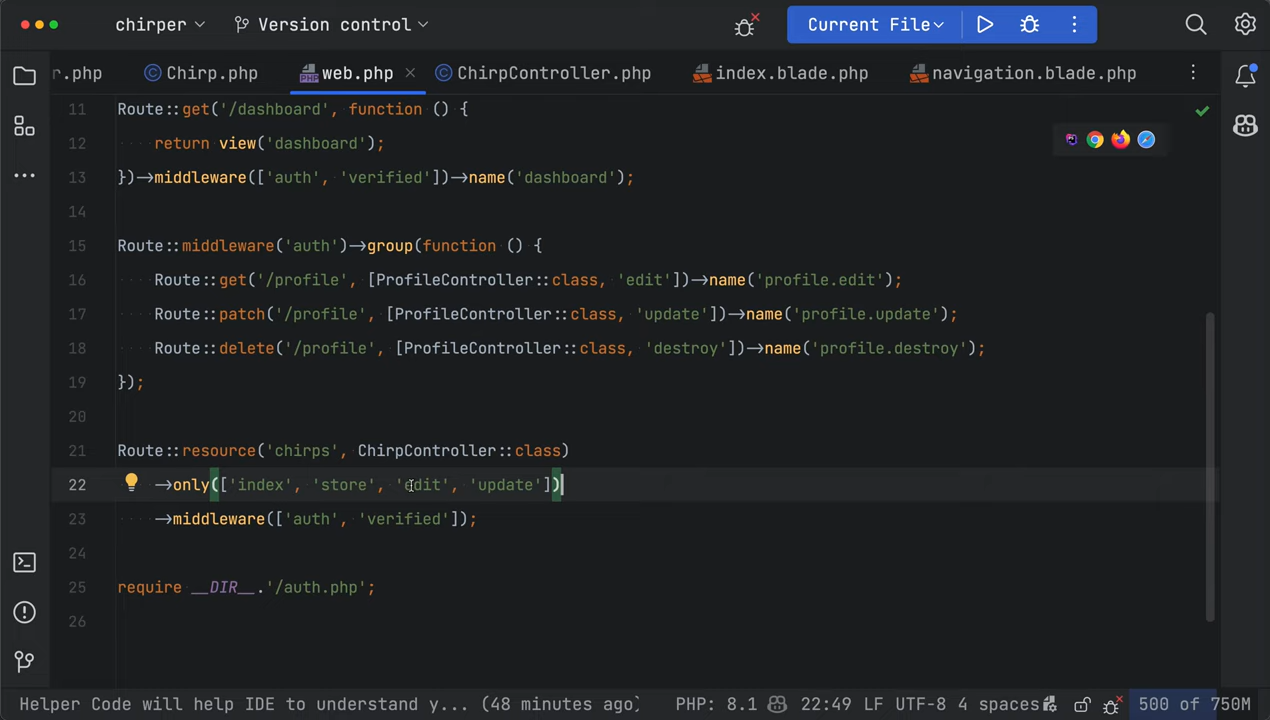 chirper Version control Current File
r.php Chirp.php web.php ChirpController.php index.blade.php navigation.blade.php
11 Route::get('/dashboard', function () {
12 return view('dashboard');
13 })->middleware(['auth', 'verified'])->name('dashboard');
14
15 Route::middleware('auth')->group(function () {
16 Route::get('/profile', [ProfileController::class, 'edit'])->name('profile.edit');
17 Route::patch('/profile', [ProfileController::class, 'update'])->name('profile.update');
18 Route::delete('/profile', [ProfileController::class, 'destroy'])->name('profile.destroy');
19 });
20
21 Route::resource('chirps', ChirpController::class)
22 ->only(['index', 'store', 'edit', 'update'])
23 ->middleware(['auth', 'verified']);
24
25 require __DIR__.'/auth.php';
26
Helper Code will help IDE to understand y... (48 minutes ago) PHP: 8.1 22:49 LF UTF-8 4 spaces 500 of 750M